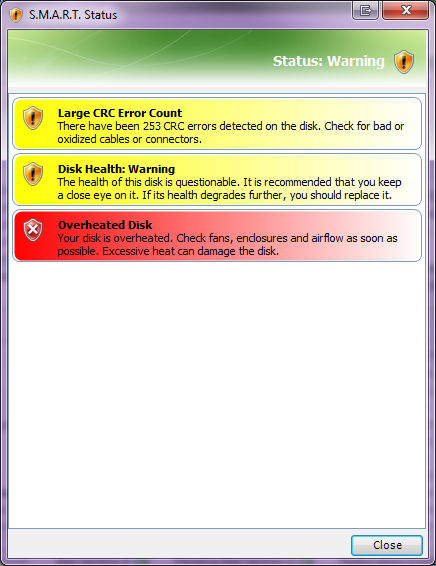 S.M.A.R.T. Status
Status: Warning
Large CRC Error Count
There have been 253 CRC errors detected on the disk. Check for bad or
oxidized cables or connectors.
Disk Health: Warning
The health of this disk is questionable. It is recommended that you keep
a close eye on it. If its health degrades further, you should replace it.
Overheated Disk
Your disk is overheated. Check fans, enclosures and airflow as soon as
possible. Excessive heat can damage the disk.
Close